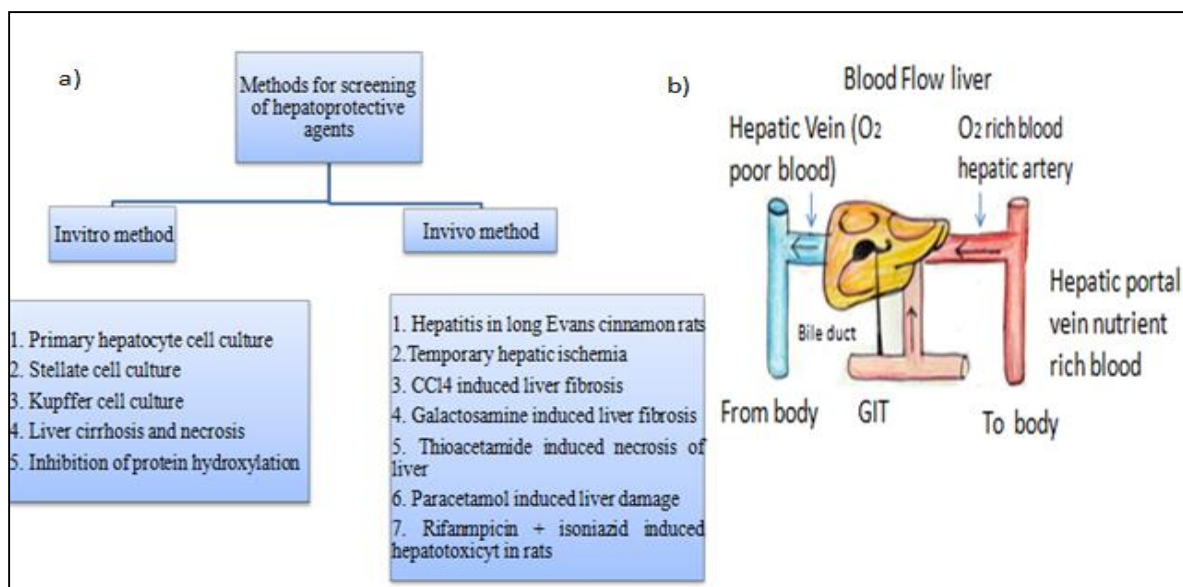 a)
Methods for screening
of hepatoprotective
agents
Invitro method
Invivo method
1. Primary hepatocyte cell culture
2. Stellate cell culture
3. Kupffer cell culture
4. Liver cirrhosis and necrosis
5. Inhibition of protein hydroxylation
1. Hepatitis in long Evans cinnamon rats
2. Temporary hepatic ischemia
3. CCl4 induced liver fibrosis
4. Galactosamine induced liver fibrosis
5. Thioacetamide induced necrosis of
liver
6. Paracetamol induced liver damage
7. Rifanmpicin + isoniazid induced
hepatotoxicyt in rats
b)
Blood Flow liver
Hepatic Vein (O2
poor blood)
O2 rich blood
hepatic artery
Hepatic portal
vein nutrient
rich blood
Bile duct
From body
GIT
To body